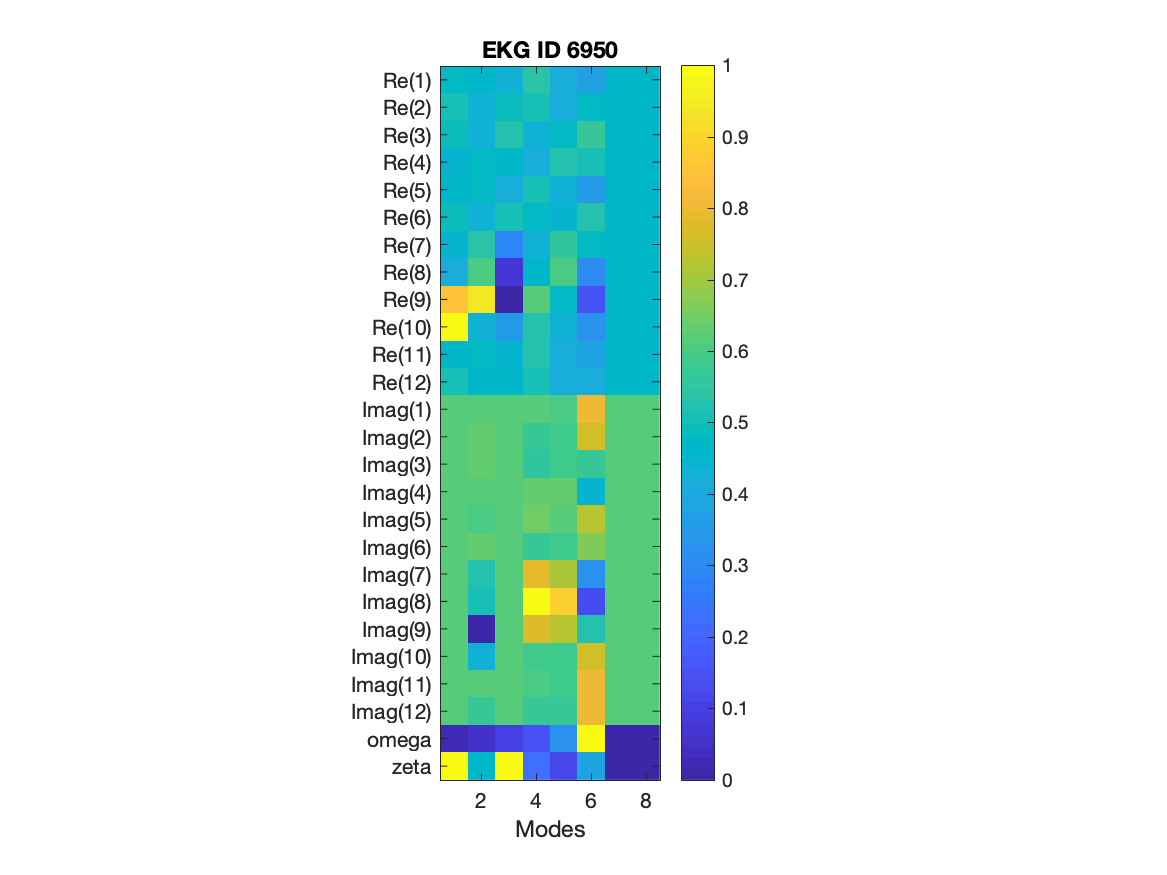 EKG ID 6950
Re(1)
Re(2)
Re(3)
Re(4)
Re(5)
Re(6)
Re(7)
Re(8)
Re(9)
Re(10)
Re(11)
Re(12)
Imag(1)
Imag(2)
Imag(3)
Imag(4)
Imag(5)
Imag(6)
Imag(7)
Imag(8)
Imag(9)
Imag(10)
Imag(11)
Imag(12)
omega
zeta
2 4 6 8
Modes
1
0.9
0.8
0.7
0.6
0.5
0.4
0.3
0.2
0.1
0